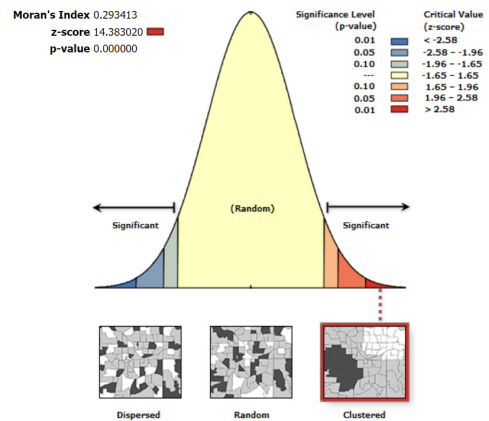 Moran's Index 0.293413
z-score 14.383020
p-value 0.000000
Significance Level
(p-value)
Critical Value
(z-score)
0.01 < -2.58
0.05 -2.58 – -1.96
0.10 -1.96 – -1.65
--- -1.65 – 1.65
0.10 1.65 – 1.96
0.05 1.96 – 2.58
0.01 > 2.58
(Random)
Significant
Significant
Dispersed
Random
Clustered